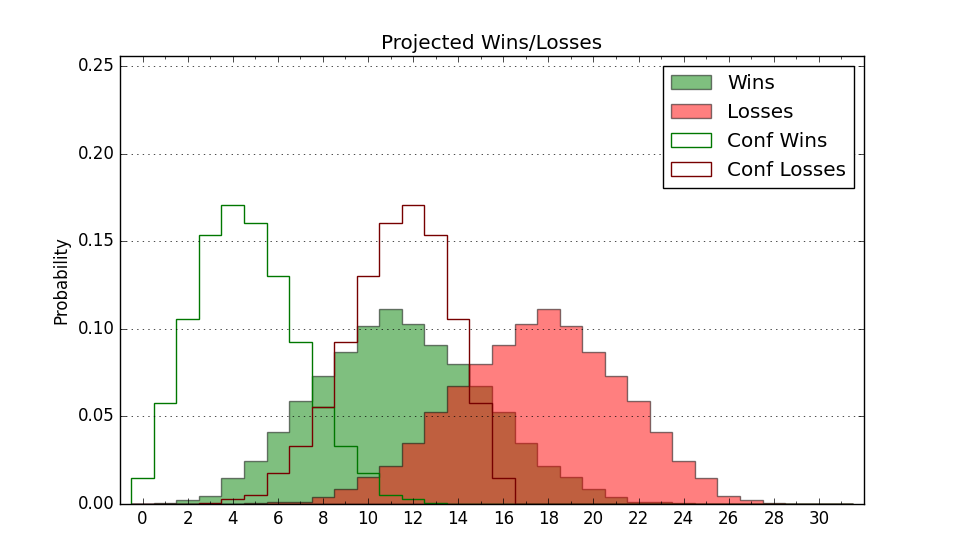 Projected Wins/Losses
0.25
0.20
0.15
0.10
0.05
0.00
Probability
Wins
Losses
Conf Wins
Conf Losses
0 2 4 6 8 10 12 14 16 18 20 22 24 26 28 30